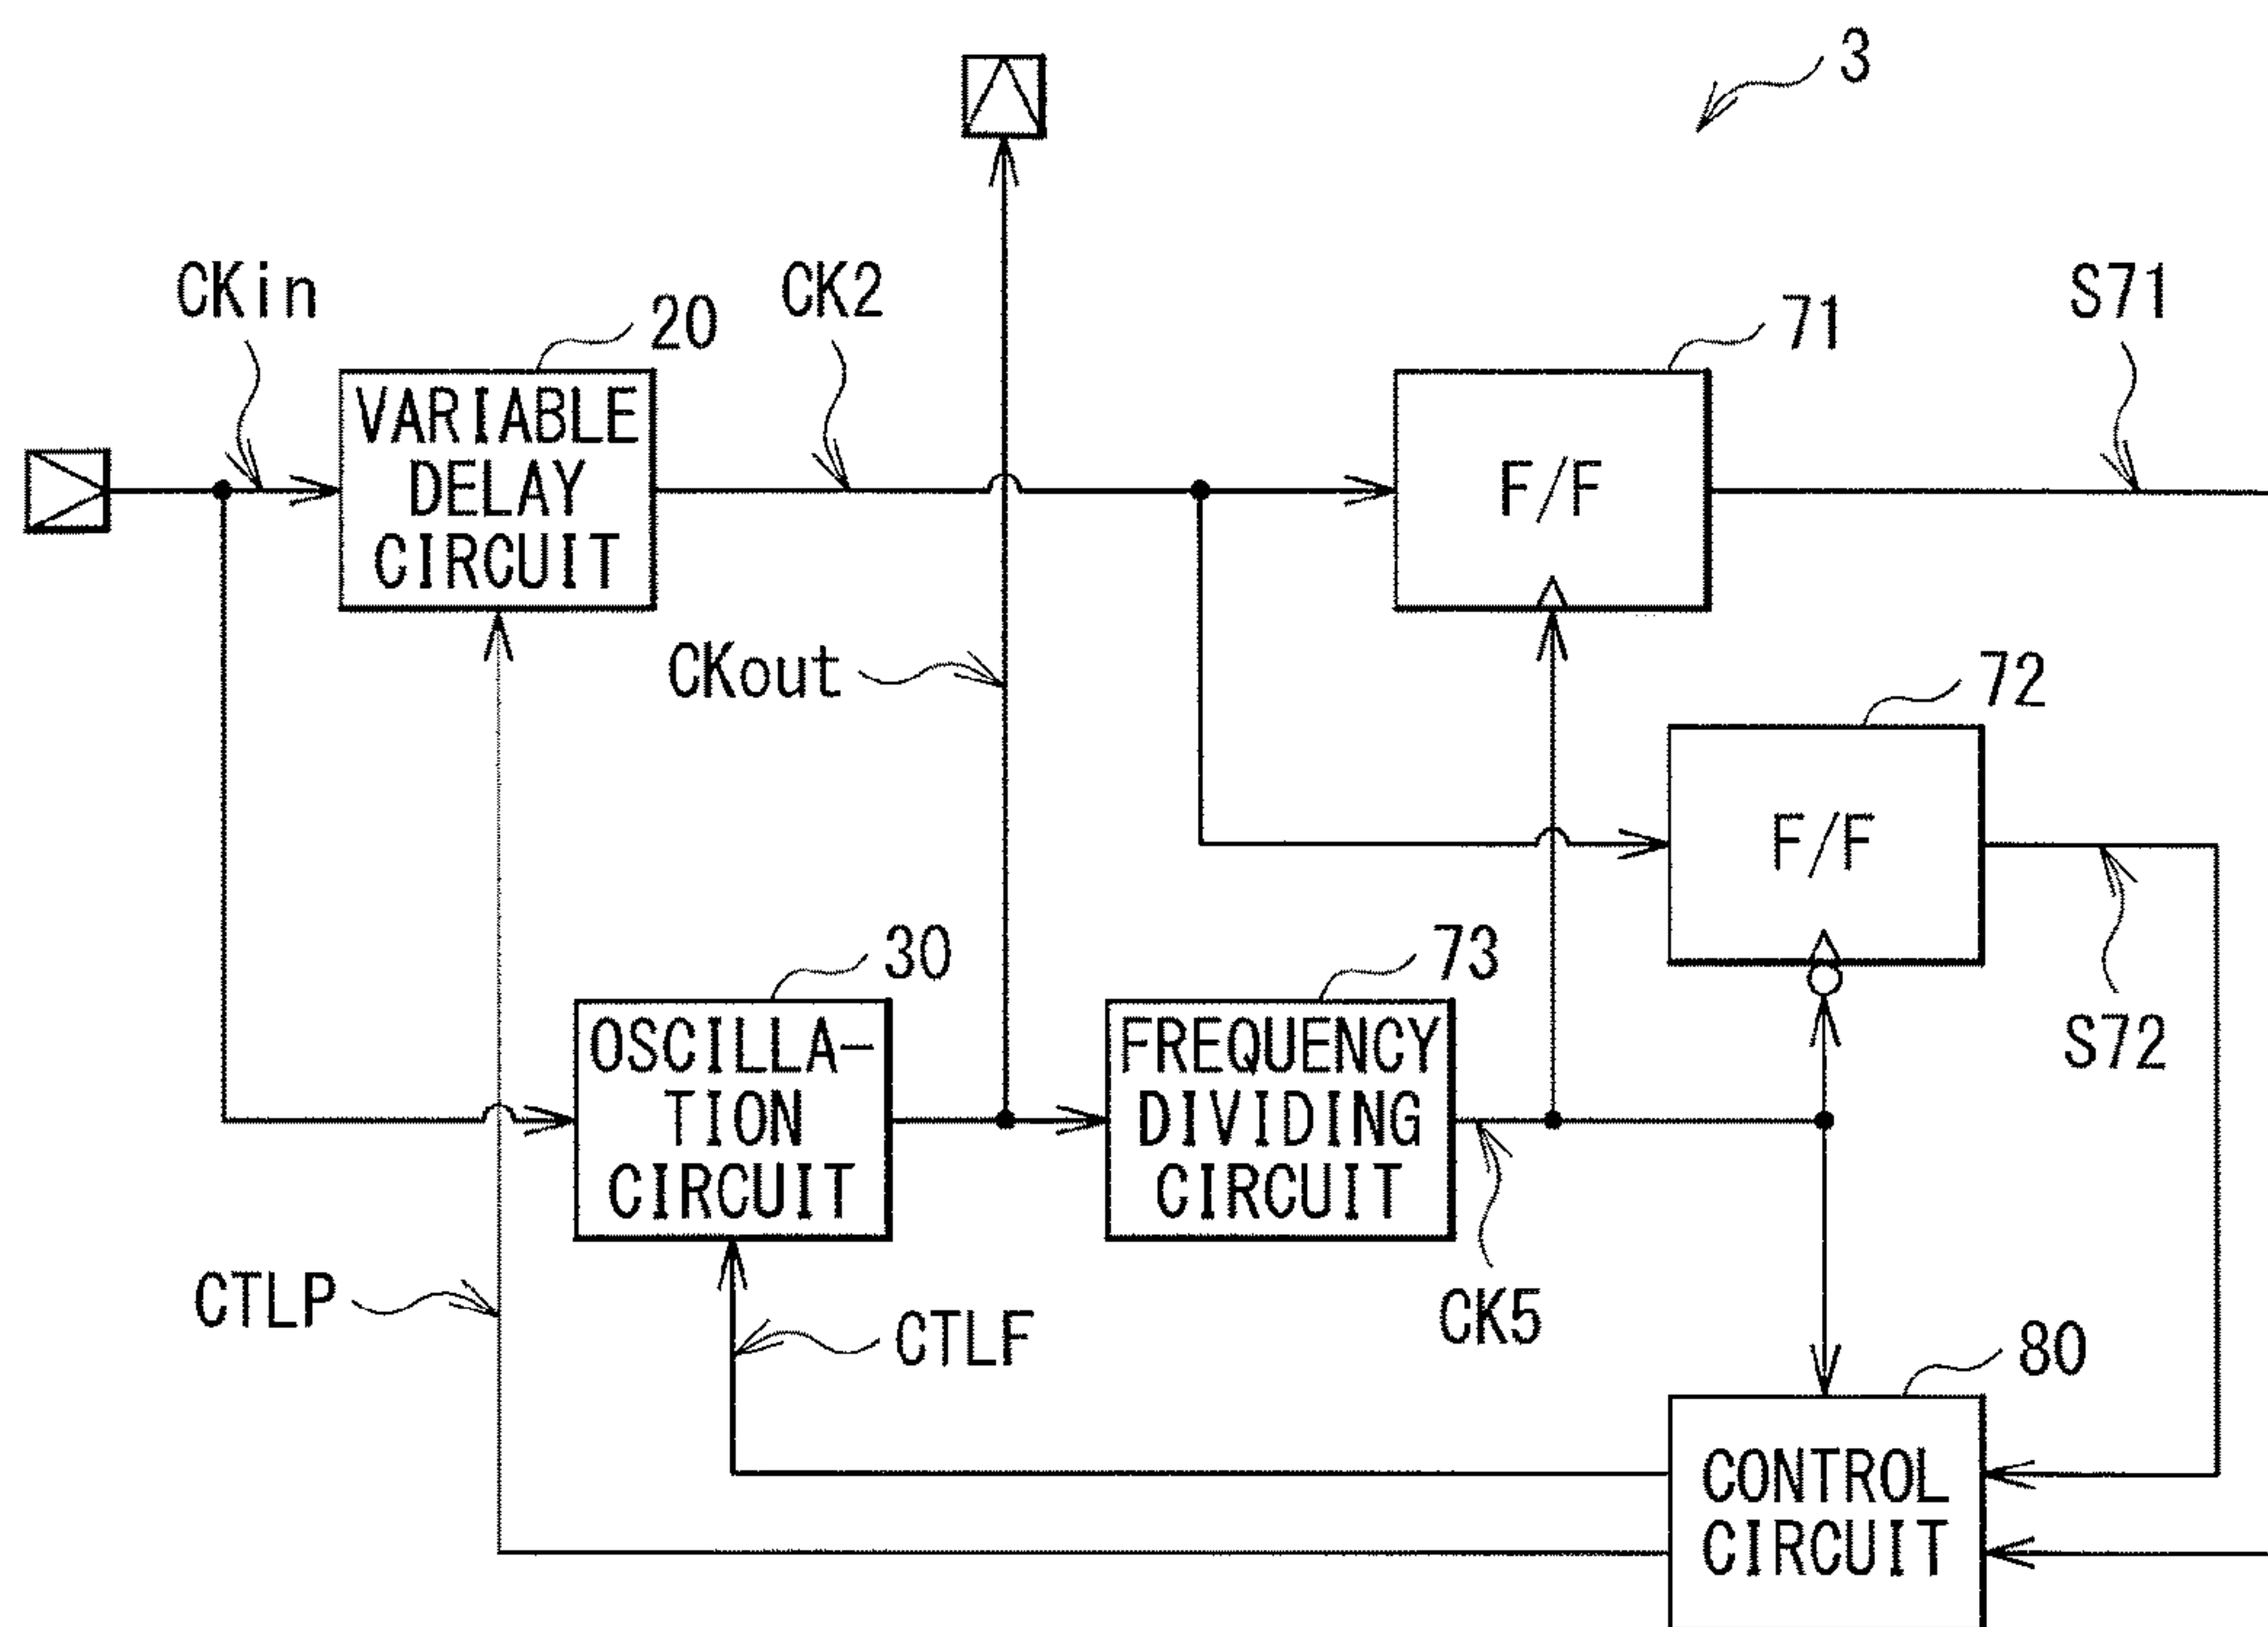 3
CKin
20
CK2
71
S71
VARIABLE
DELAY
CIRCUIT
F/F
CKout
72
F/F
30
73
S72
OSCILLA-
TION
CIRCUIT
FREQUENCY
DIVIDING
CIRCUIT
CTLP
CTLF
CK5
80
CONTROL
CIRCUIT